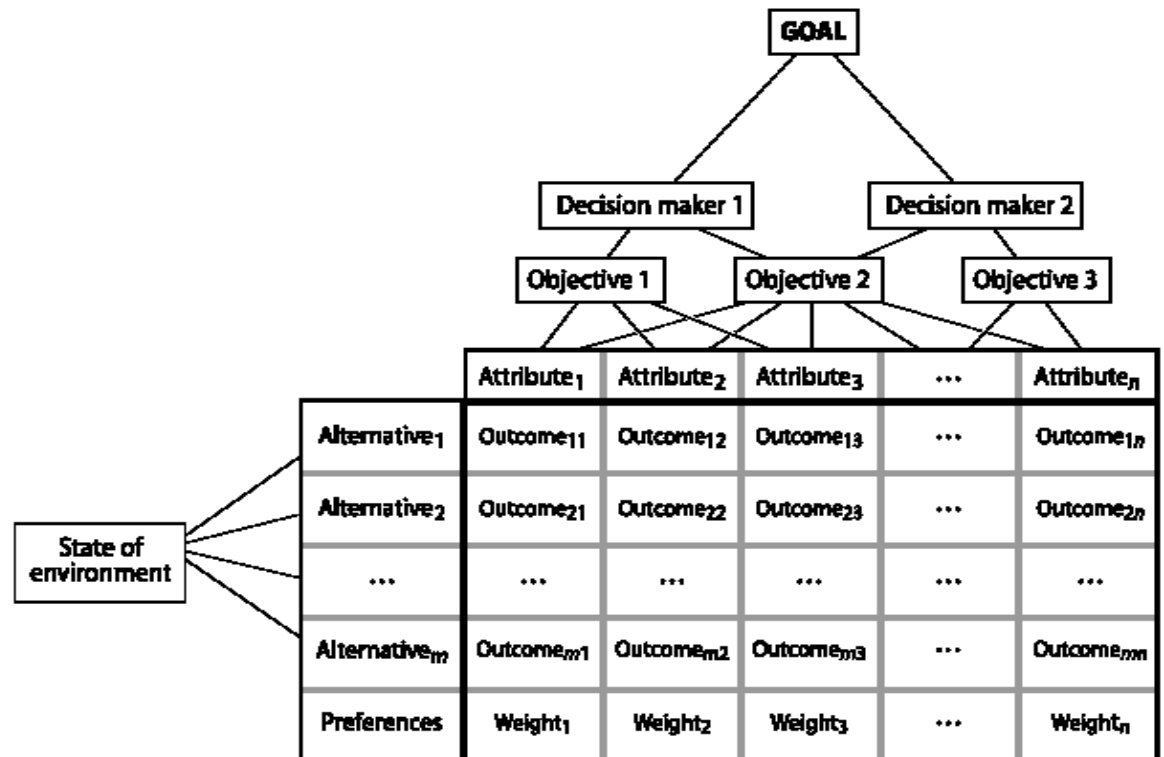 GOAL
Decision maker 1 Decision maker 2
Objective 1 Objective 2 Objective 3
Attribute₁ Attribute₂ Attribute₃ ... Attributeₙ
Alternative₁ Outcome₁₁ Outcome₁₂ Outcome₁₃ ... Outcome₁ₙ
Alternative₂ Outcome₂₁ Outcome₂₂ Outcome₂₃ ... Outcome₂ₙ
State of
environment
... ... ... ... ... ...
Alternativeₘ Outcomeₘ₁ Outcomeₘ₂ Outcomeₘ₃ ... Outcomeₘₙ
Preferences Weight₁ Weight₂ Weight₃ ... Weightₙ